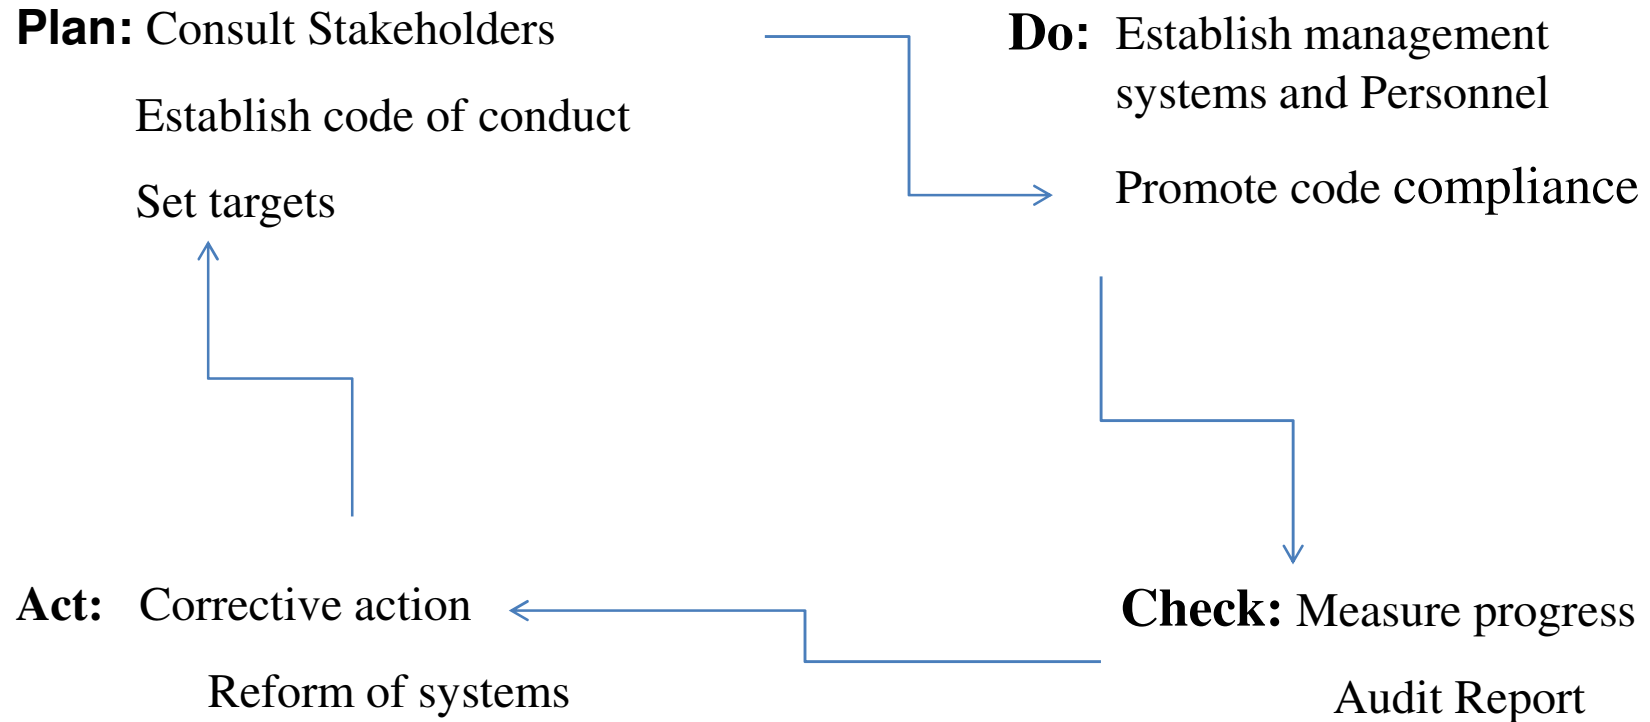 Plan: Consult Stakeholders
Establish code of conduct
Set targets
Do: Establish management
systems and Personnel
Promote code compliance
Act: Corrective action
Reform of systems
Check: Measure progress
Audit Report